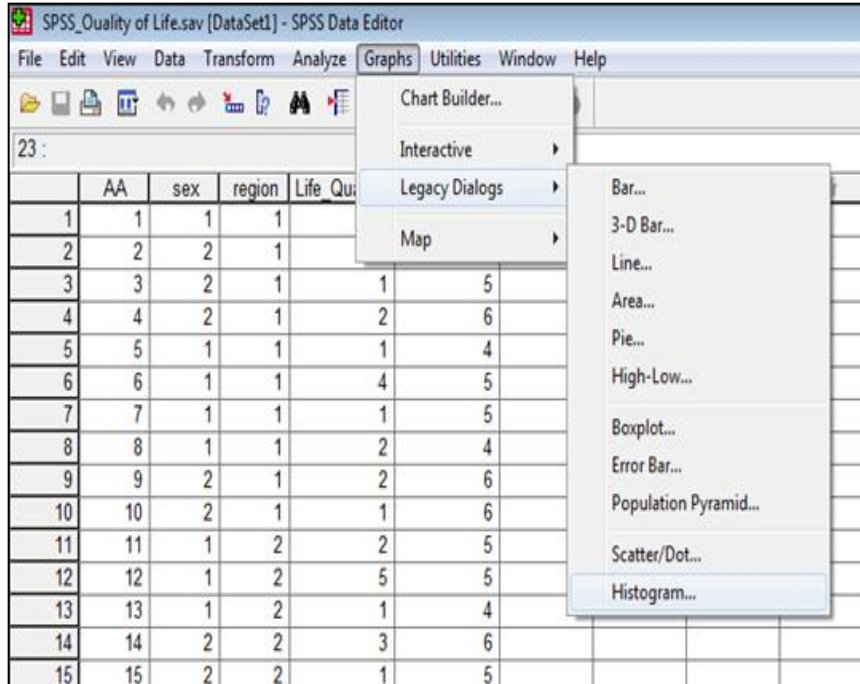 SPSS_Quality of Life.sav [DataSet1] - SPSS Data Editor
File Edit View Data Transform Analyze Graphs Utilities Window Help
Chart Builder...
Interactive
Legacy Dialogs
Map
Bar...
3-D Bar...
Line...
Area...
Pie...
High-Low...
Boxplot...
Error Bar...
Population Pyramid...
Scatter/Dot...
Histogram...
23 :
AA sex region Life_Qu
1 1 1 1
2 2 2 1
3 3 2 1 1 5
4 4 2 1 2 6
5 5 1 1 1 4
6 6 1 1 4 5
7 7 1 1 1 5
8 8 1 1 2 4
9 9 2 1 2 6
10 10 2 1 1 6
11 11 1 2 2 5
12 12 1 2 5 5
13 13 1 2 1 4
14 14 2 2 3 6
15 15 2 2 1 5